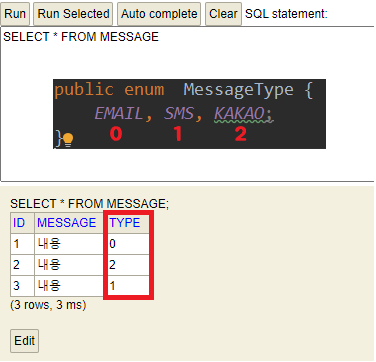 Run Run Selected Auto complete Clear SQL statement:
SELECT * FROM MESSAGE
public enum MessageType {
EMAIL, SMS, KAKAO;
} 0 1 2
SELECT * FROM MESSAGE;
ID MESSAGE TYPE
1 내용 0
2 내용 2
3 내용 1
(3 rows, 3 ms)
Edit